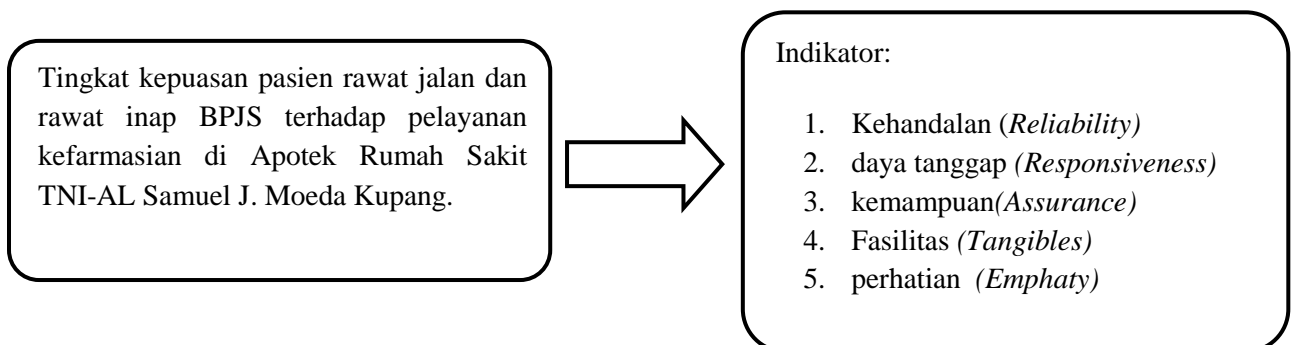 Tingkat kepuasan pasien rawat jalan dan
rawat inap BPJS terhadap pelayanan
kefarmasian di Apotek Rumah Sakit
TNI-AL Samuel J. Moeda Kupang.
Indikator:
1. Kehandalan (Reliability)
2. daya tanggap (Responsiveness)
3. kemampuan(Assurance)
4. Fasilitas (Tangibles)
5. perhatian (Emphaty)